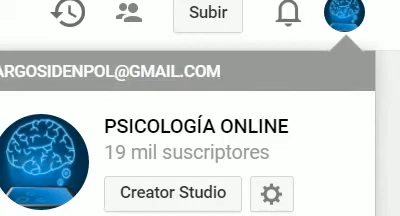 Subir
ARGOSIDENPOL@GMAIL.COM
PSICOLOGÍA ONLINE
19 mil suscriptores
Creator Studio